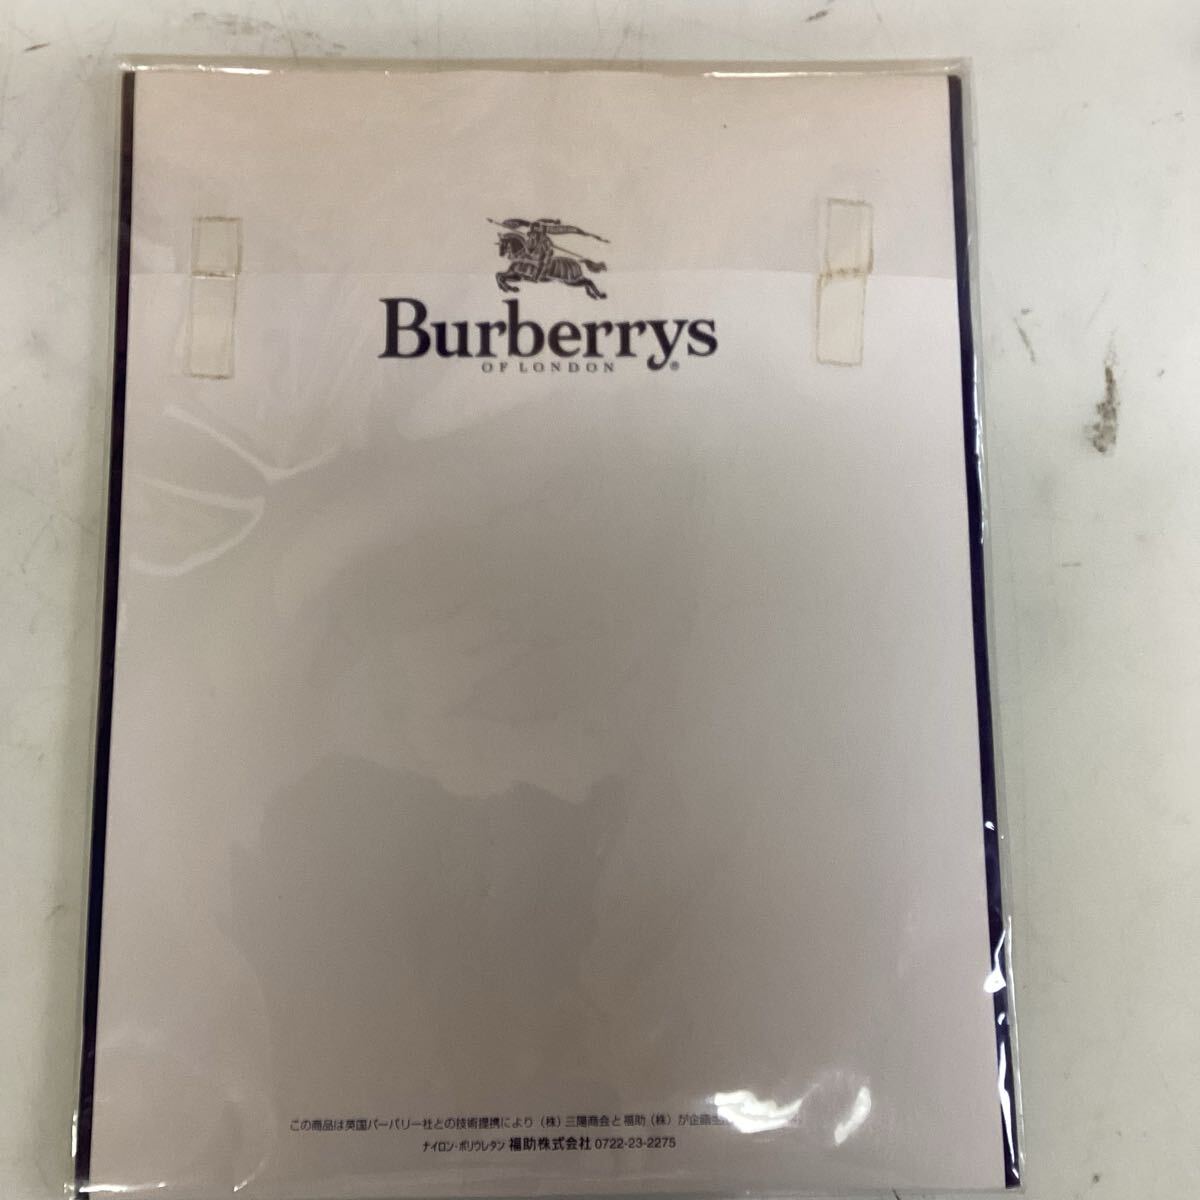 Burberrys®
OF LONDON
この商品は英国バーバリー社との技術提携により（株）三陽商会と福助（株）が企画
ナイロン・ポリウレタン 福助株式会社 0722-23-2275